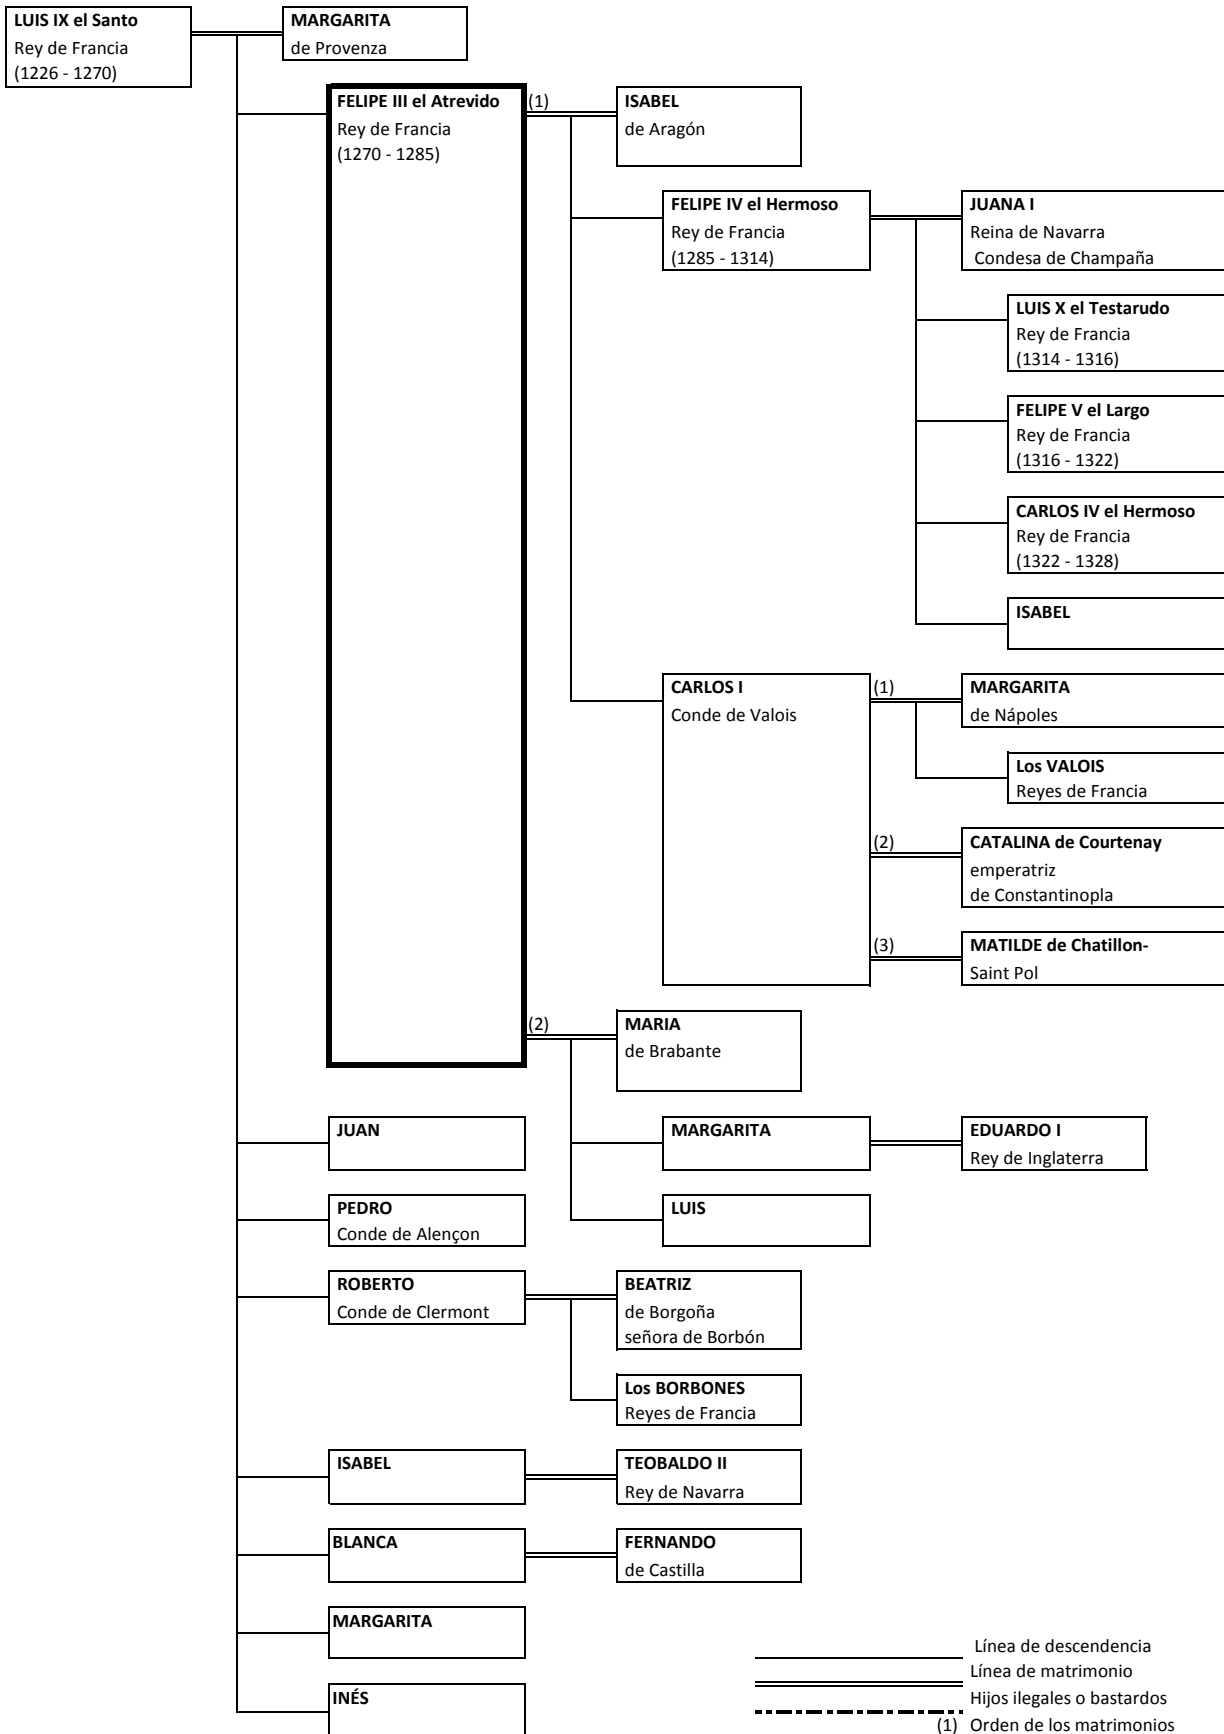 LUIS IX el Santo
Rey de Francia
(1226 - 1270)
MARGARITA
de Provenza
FELIPE III el Atrevido
Rey de Francia
(1270 - 1285)
(1)
ISABEL
de Aragón
FELIPE IV el Hermoso
Rey de Francia
(1285 - 1314)
JUANA I
Reina de Navarra
Condesa de Champaña
LUIS X el Testarudo
Rey de Francia
(1314 - 1316)
FELIPE V el Largo
Rey de Francia
(1316 - 1322)
CARLOS IV el Hermoso
Rey de Francia
(1322 - 1328)
ISABEL
CARLOS I
Conde de Valois
(1)
MARGARITA
de Nápoles
Los VALOIS
Reyes de Francia
(2)
CATALINA de Courtenay
emperatriz
de Constantinopla
(3)
MATILDE de Chatillon-
Saint Pol
(2)
MARIA
de Brabante
JUAN
MARGARITA
EDUARDO I
Rey de Inglaterra
PEDRO
Conde de Alençon
LUIS
ROBERTO
Conde de Clermont
BEATRIZ
de Borgoña
señora de Borbón
Los BORBONES
Reyes de Francia
ISABEL
TEOBALDO II
Rey de Navarra
BLANCA
FERNANDO
de Castilla
MARGARITA
INÉS
Línea de descendencia
Línea de matrimonio
Hijos ilegales o bastardos
(1) Orden de los matrimonios